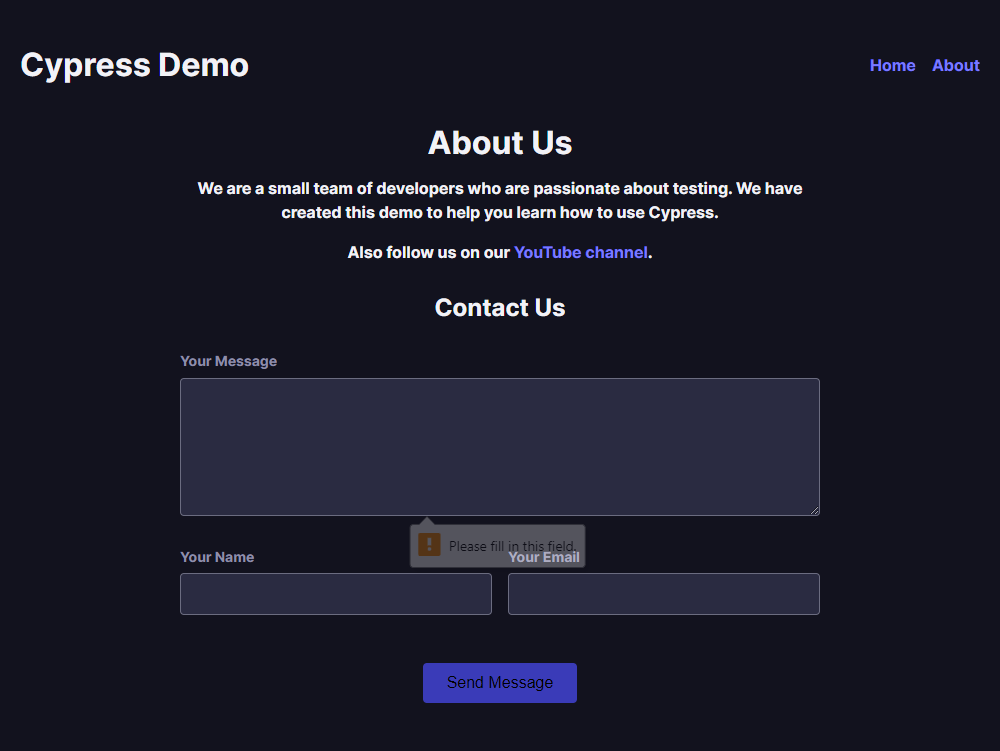 Cypress Demo
Home About
About Us
We are a small team of developers who are passionate about testing. We have
created this demo to help you learn how to use Cypress.
Also follow us on our YouTube channel.
Contact Us
Your Message
Please fill in this field.
Your Name
Your Email
Send Message